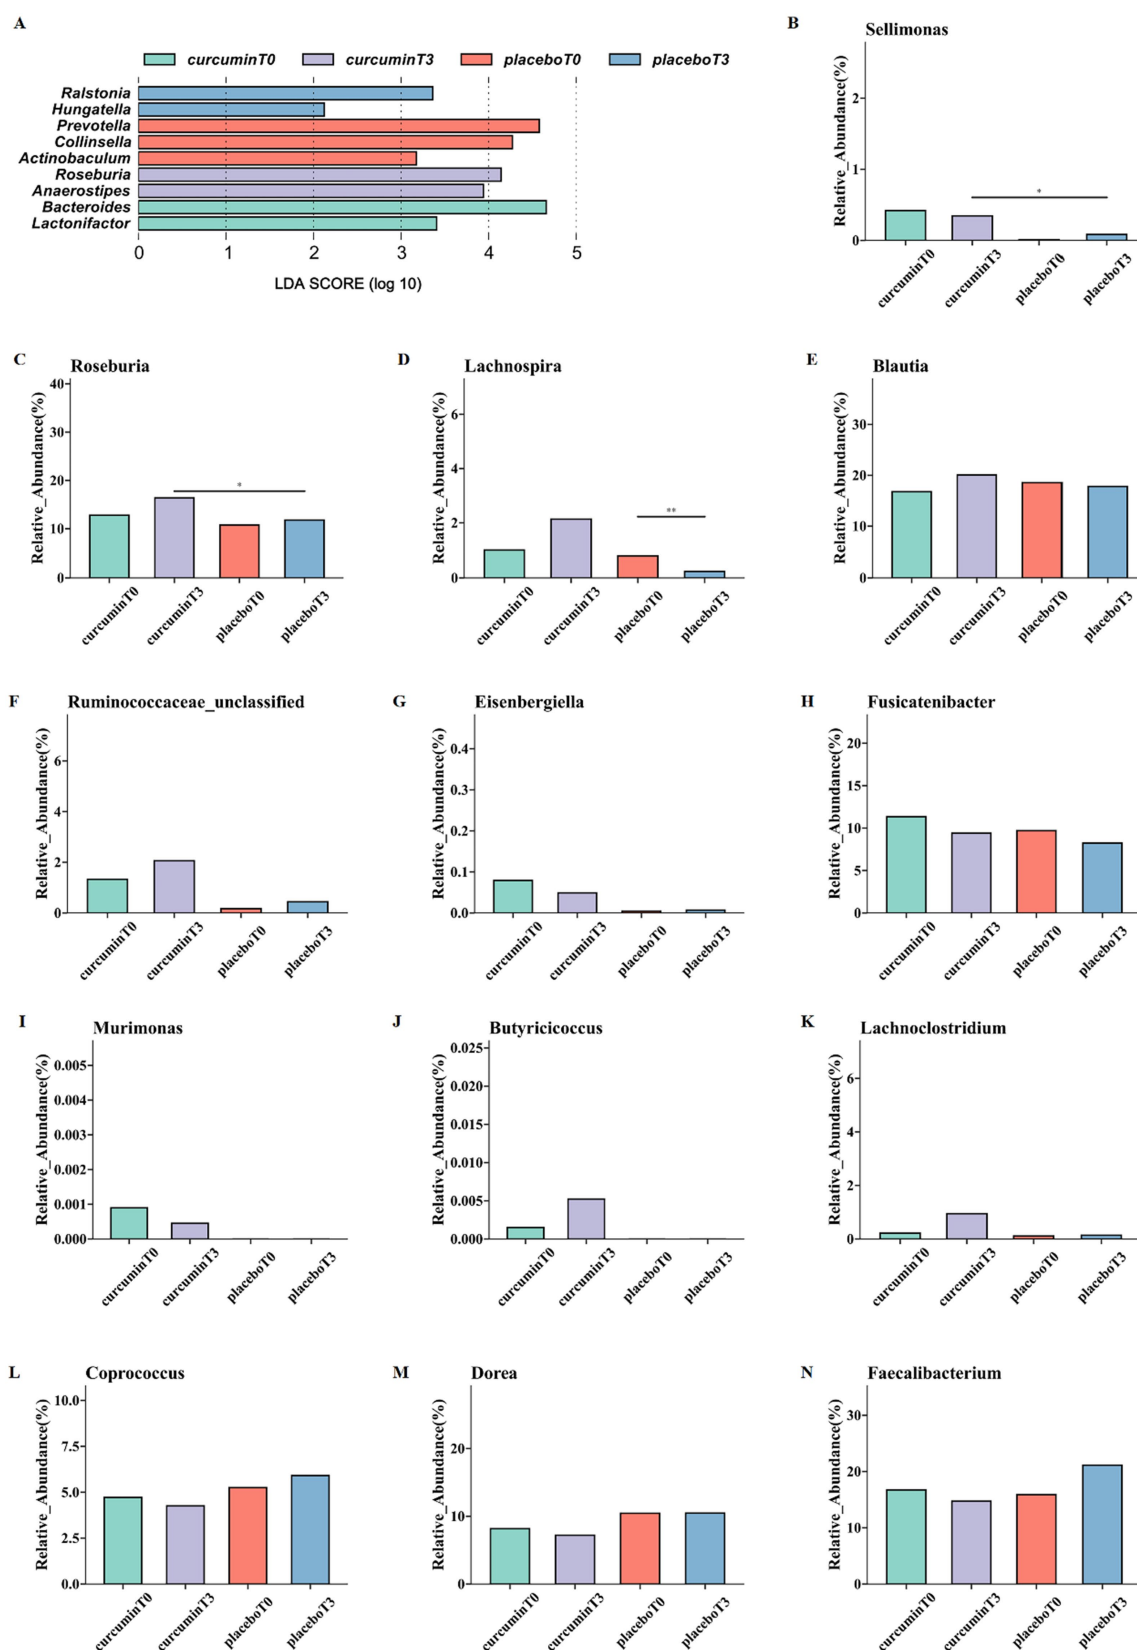 A
curcuminT0 curcuminT3 placeboT0 placeboT3
Ralstonia
Hungatella
Prevotella
Collinsella
Actinobaculum
Roseburia
Anaerostipes
Bacteroides
Lactonifactor
0 1 2 3 4 5
LDA SCORE (log 10)
B
Sellimonas
Relative_Abundance(%)
2
1
0
*
curcuminT0 curcuminT3 placeboT0 placeboT3
C
Roseburia
Relative_Abundance(%)
40
30
20
10
0
*
curcuminT0 curcuminT3 placeboT0 placeboT3
D
Lachnospira
Relative_Abundance(%)
6
4
2
0
**
curcuminT0 curcuminT3 placeboT0 placeboT3
E
Blautia
Relative_Abundance(%)
30
20
10
0
curcuminT0 curcuminT3 placeboT0 placeboT3
F
Ruminococcaceae_unclassified
Relative_Abundance(%)
6
4
2
0
curcuminT0 curcuminT3 placeboT0 placeboT3
G
Eisenbergiella
Relative_Abundance(%)
0.4
0.3
0.2
0.1
0.0
curcuminT0 curcuminT3 placeboT0 placeboT3
H
Fusicatenibacter
Relative_Abundance(%)
20
15
10
5
0
curcuminT0 curcuminT3 placeboT0 placeboT3
I
Murimonas
Relative_Abundance(%)
0.005
0.004
0.003
0.002
0.001
0.000
curcuminT0 curcuminT3 placeboT0 placeboT3
J
Butyricicoccus
Relative_Abundance(%)
0.025
0.020
0.015
0.010
0.005
0.000
curcuminT0 curcuminT3 placeboT0 placeboT3
K
Lachnoclostridium
Relative_Abundance(%)
6
4
2
0
curcuminT0 curcuminT3 placeboT0 placeboT3
L
Coprococcus
Relative_Abundance(%)
10.0
7.5
5.0
2.5
0.0
curcuminT0 curcuminT3 placeboT0 placeboT3
M
Dorea
Relative_Abundance(%)
20
10
0
curcuminT0 curcuminT3 placeboT0 placeboT3
N
Faecalibacterium
Relative_Abundance(%)
30
20
10
0
curcuminT0 curcuminT3 placeboT0 placeboT3